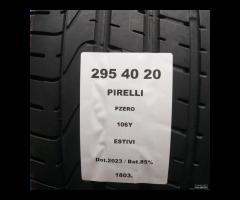 295 40 20
PIRELLI
PZERO
106Y
ESTIVI
Dot.2023 / Bat.85%
1803.